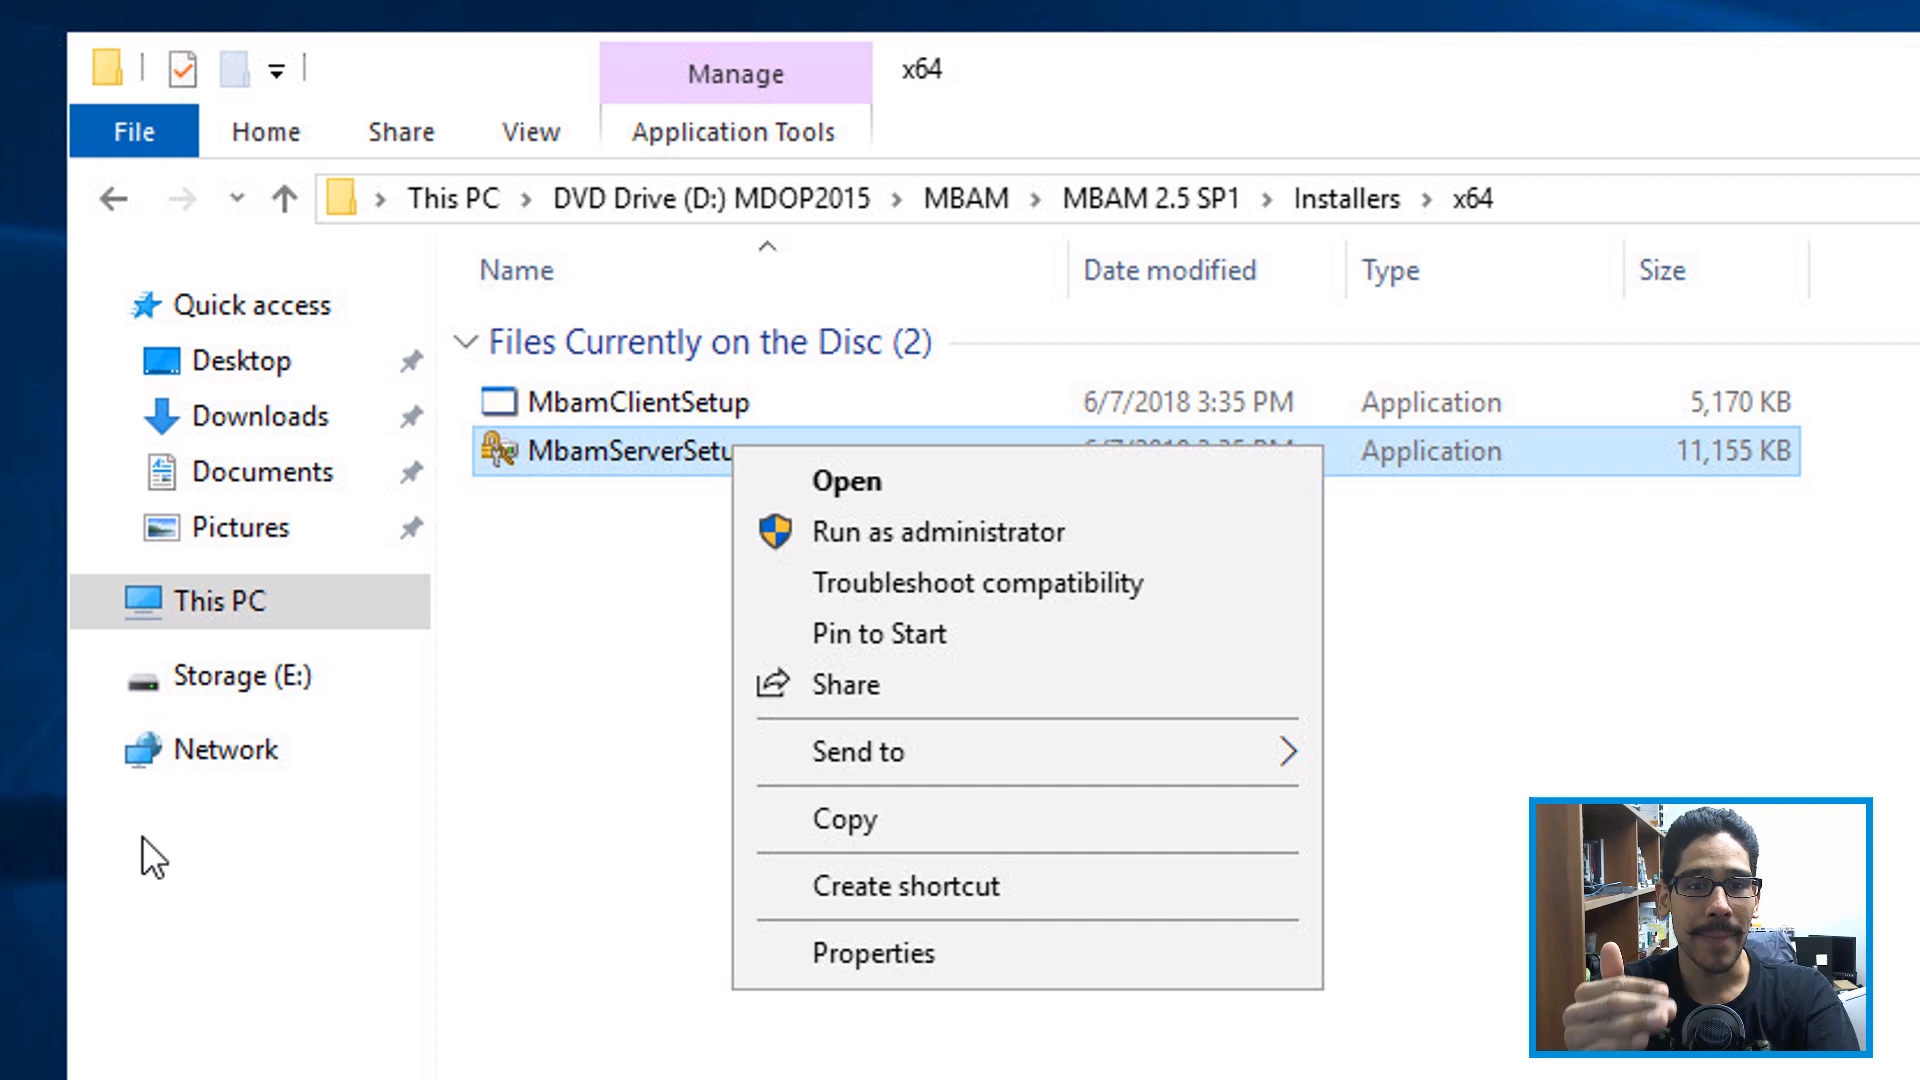 Manage
x64
File
Home
Share
View
Application Tools
This PC
DVD Drive (D:) MDOP2015
MBAM
MBAM 2.5 SP1
Installers
x64
Name
Date modified
Type
Size
Quick access
Desktop
Downloads
Documents
Pictures
This PC
Storage (E:)
Network
Files Currently on the Disc (2)
MbamClientSetup
6/7/2018 3:35 PM
Application
5,170 KB
MbamServerSetu
Application
11,155 KB
Open
Run as administrator
Troubleshoot compatibility
Pin to Start
Share
Send to
Copy
Create shortcut
Properties